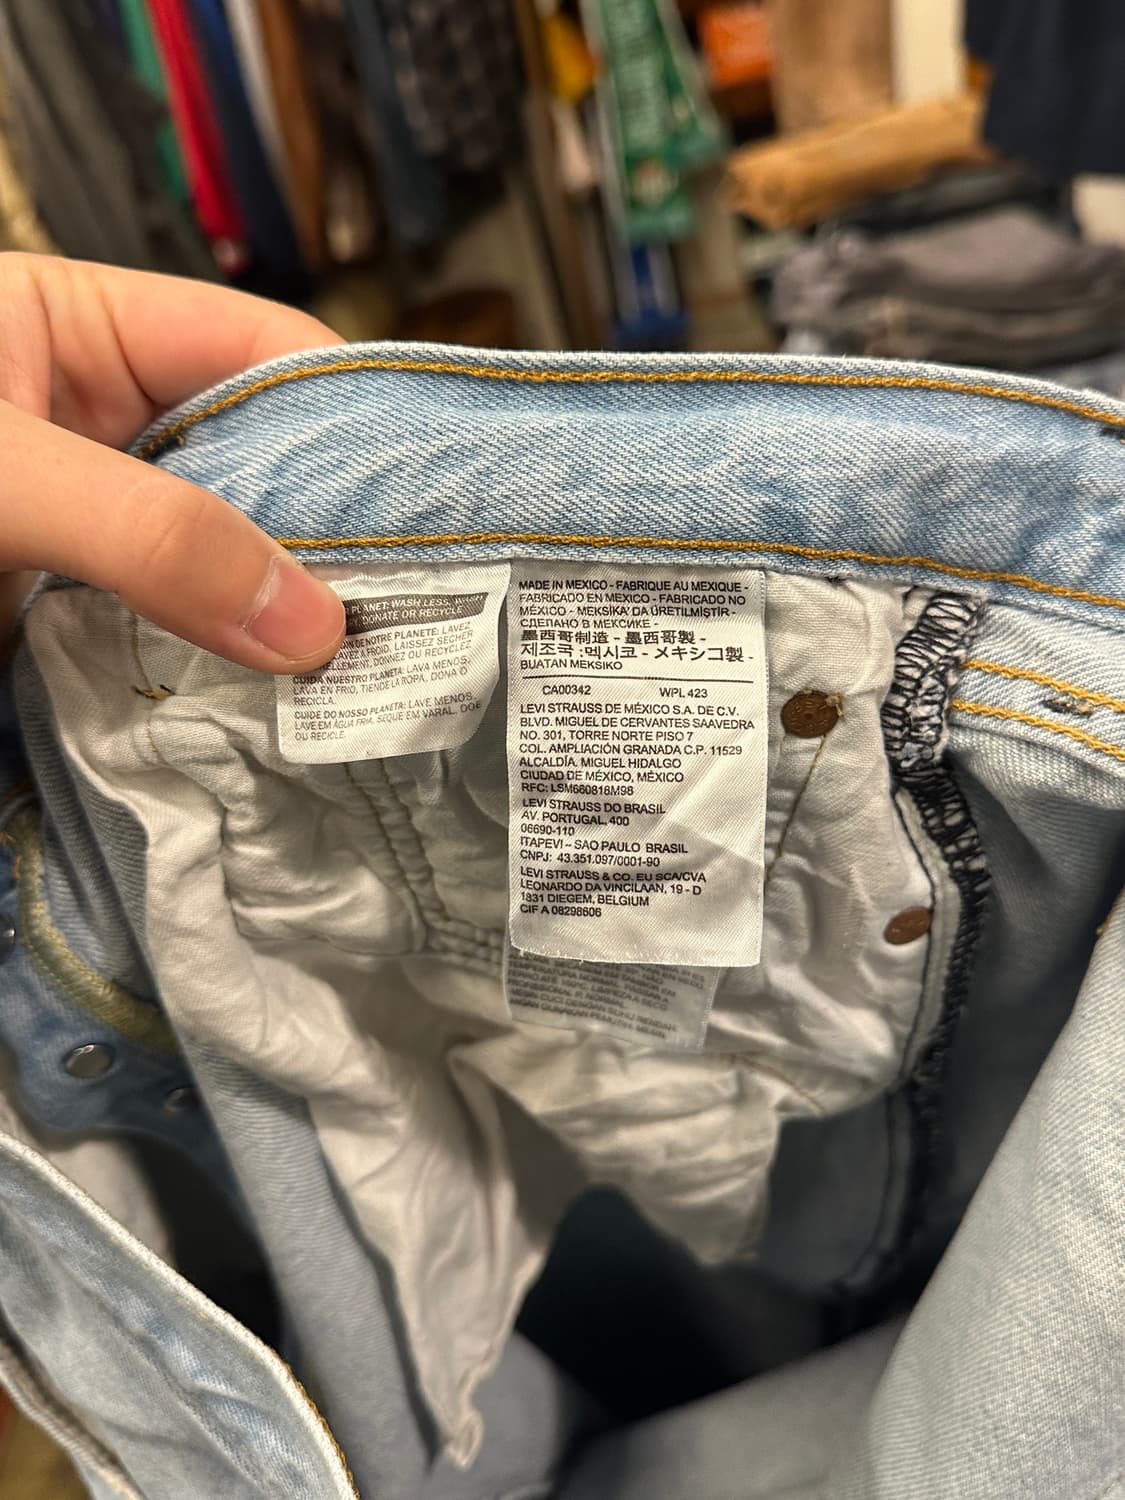 PLANET: WASH LESS,
DONATE OR RECYCLE
DE NOTRE PLANETE: LAVEZ
LAVEZ A FROID, LAISSEZ SECHER
DONNEZ OU RECYCLEZ
CUIDA NUESTRO PLANETA: LAVA MENOS,
LAVA EN FRIO, TIENDE LA ROPA, DONA O
RECICLA.
CUIDE DO NOSSO PLANETA: LAVE MENOS,
LAVE EM ÁGUA FRIA, SEQUE EM VARAL, DOE
OU RECICLE.
MADE IN MEXICO - FABRIQUE AU MEXIQUE -
FABRICADO EN MEXICO - FABRICADO NO
MÉXICO - MEKSİKA'DA ÜRETİLMİŞTİR -
СДЕЛАНО В МЕКСИКЕ -
墨西哥制造 - 墨西哥製 -
제조국 :멕시코 - メキシコ製 -
BUATAN MEKSIKO
CA00342 WPL 423
LEVI STRAUSS DE MÉXICO S.A. DE C.V.
BLVD. MIGUEL DE CERVANTES SAAVEDRA
NO. 301, TORRE NORTE PISO 7
COL. AMPLIACIÓN GRANADA C.P. 11529
ALCALDÍA. MIGUEL HIDALGO
CIUDAD DE MÉXICO, MÉXICO
RFC: LSM660818M98
LEVI STRAUSS DO BRASIL
AV. PORTUGAL, 400
06690-110
ITAPEVI - SAO PAULO BRASIL
CNPJ: 43.351.097/0001-90
LEVI STRAUSS & CO. EU SCA/CVA
LEONARDO DA VINCILAAN, 19 - D
1831 DIEGEM, BELGIUM
CIF A 08298606
PROFESSIONAL P. NORMAL